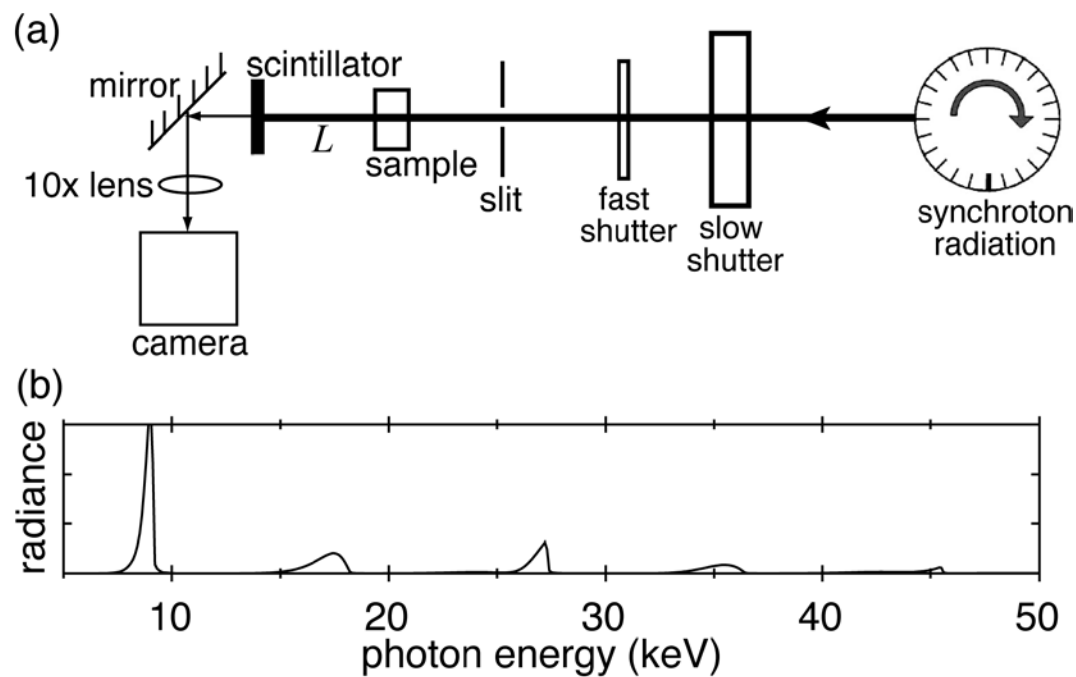 (a)
mirror
scintillator
L
sample
slit
fast
shutter
slow
shutter
synchroton
radiation
10x lens
camera
(b)
radiance
10 20 30 40 50
photon energy (keV)